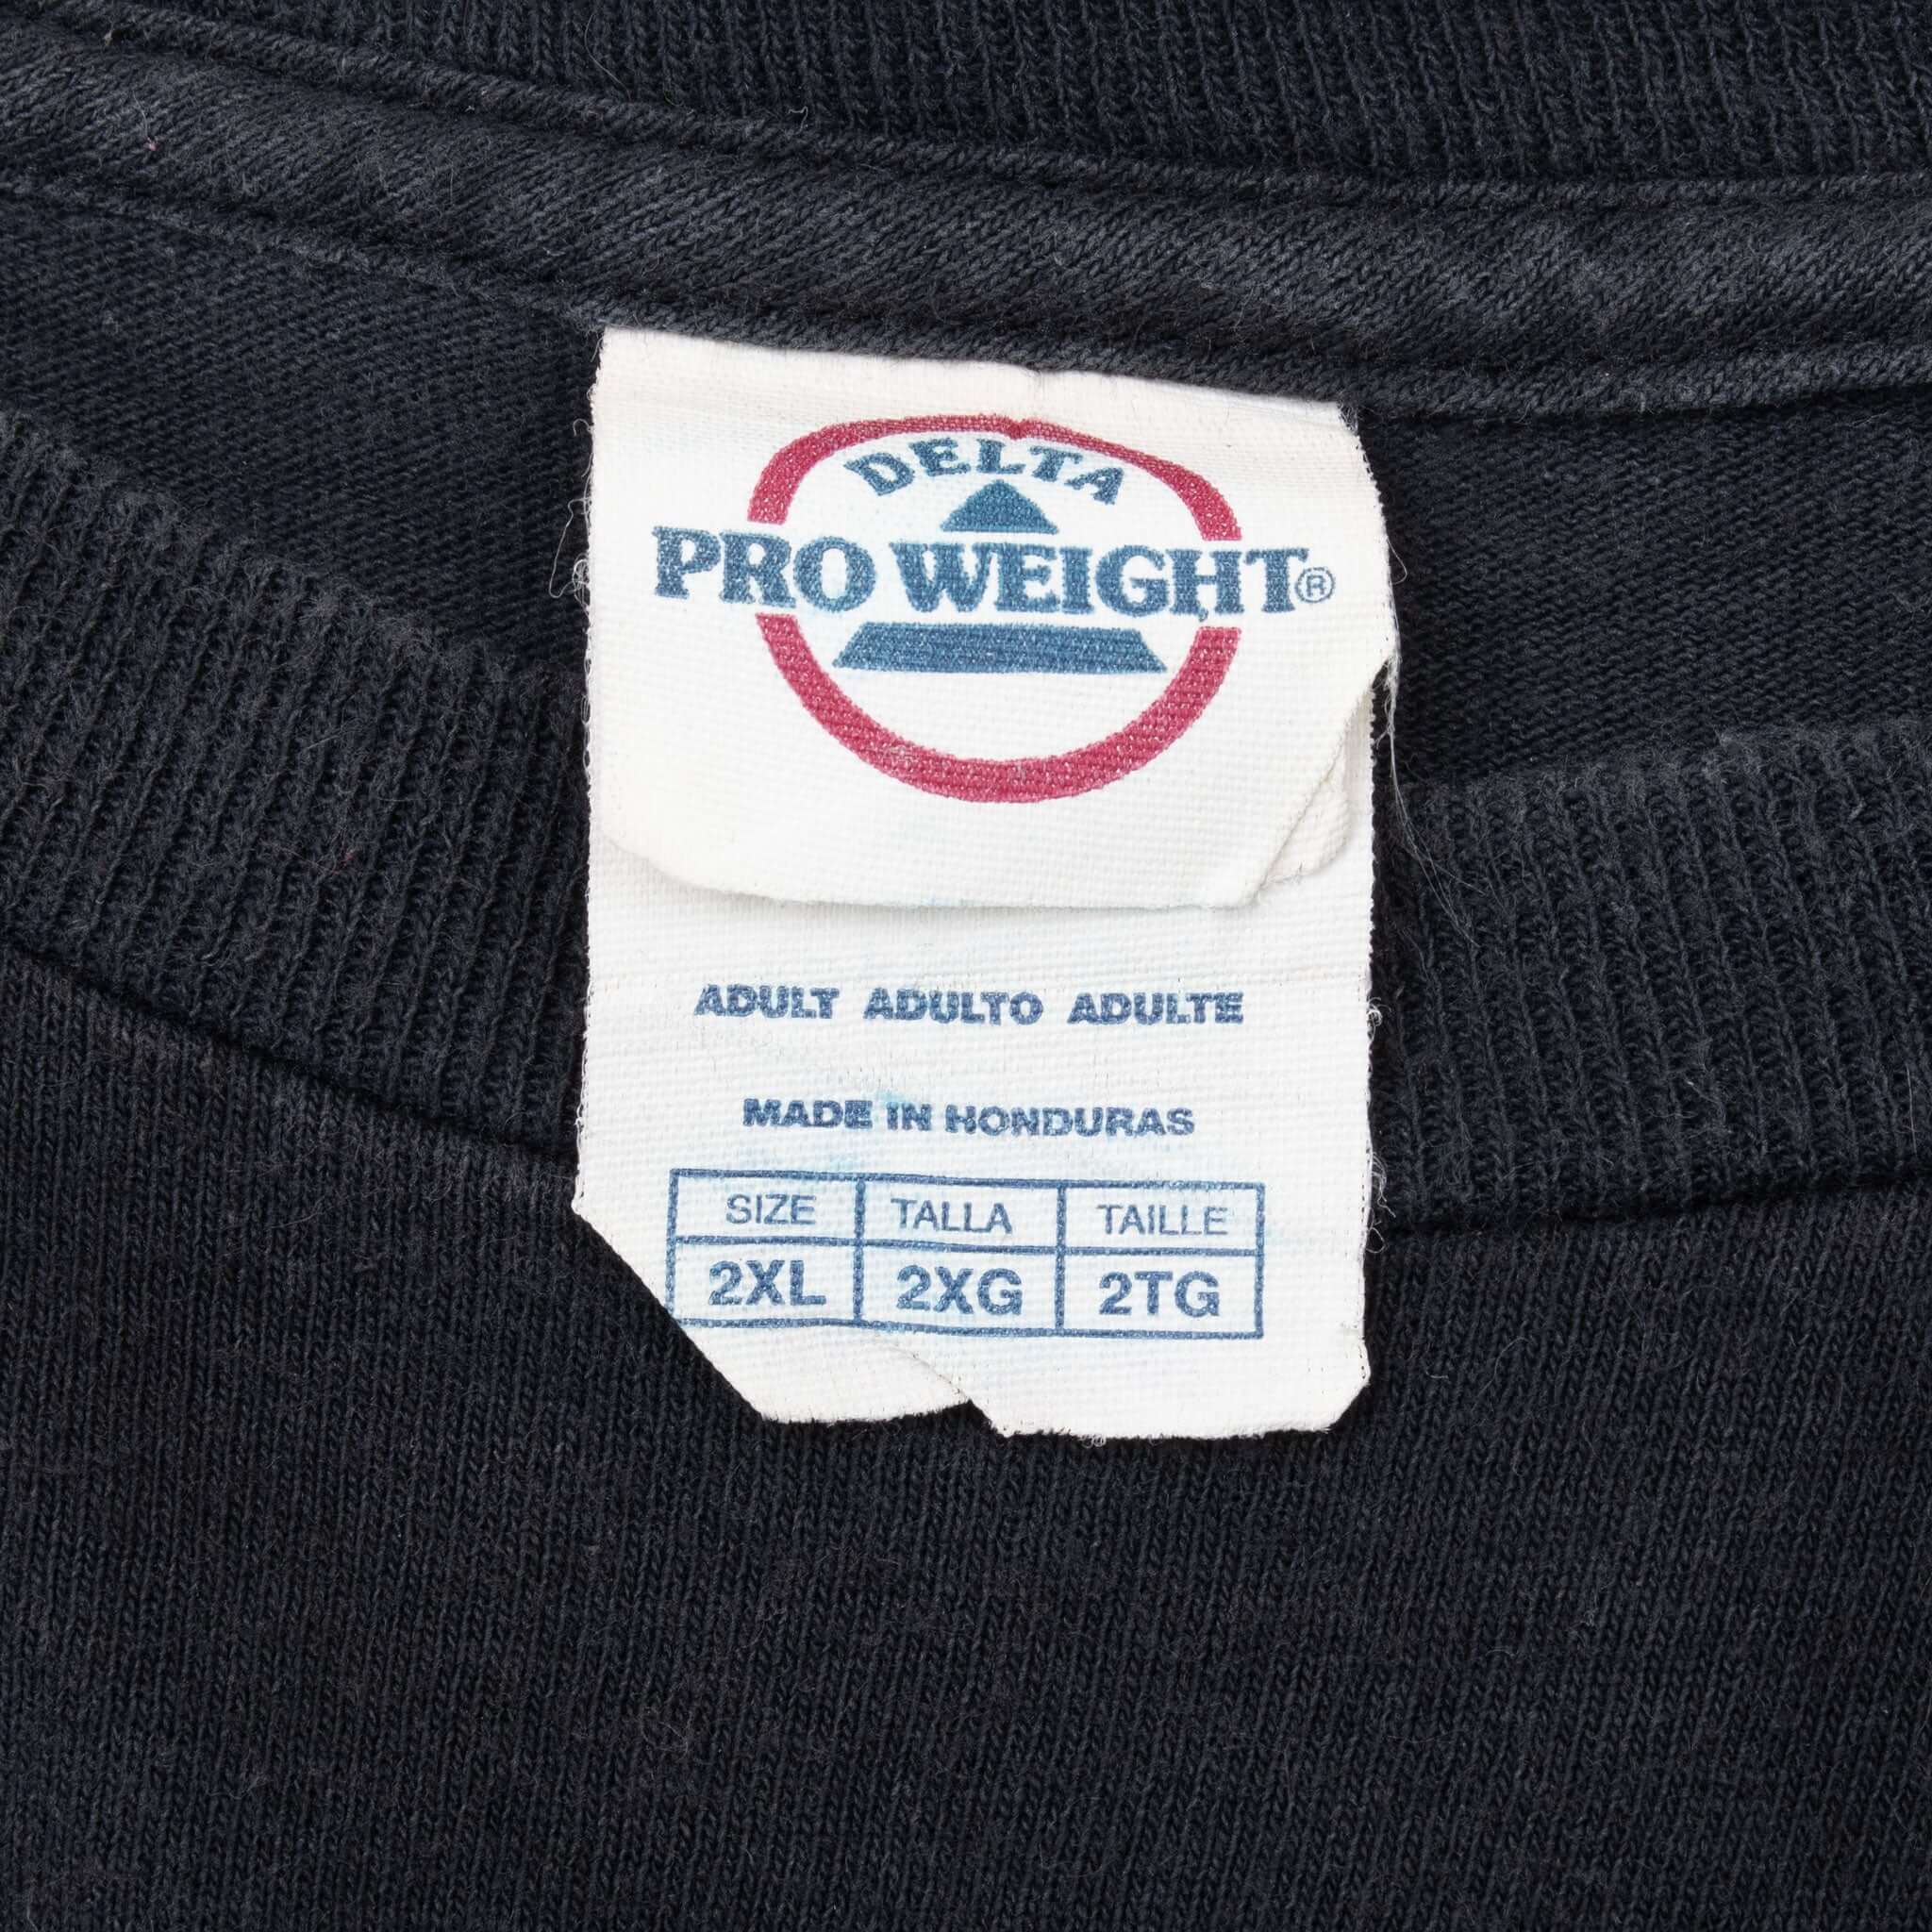 DELTA
PRO WEIGHT®
ADULT ADULTO ADULTE
MADE IN HONDURAS
SIZE TALLA TAILLE
2XL 2XG 2TG